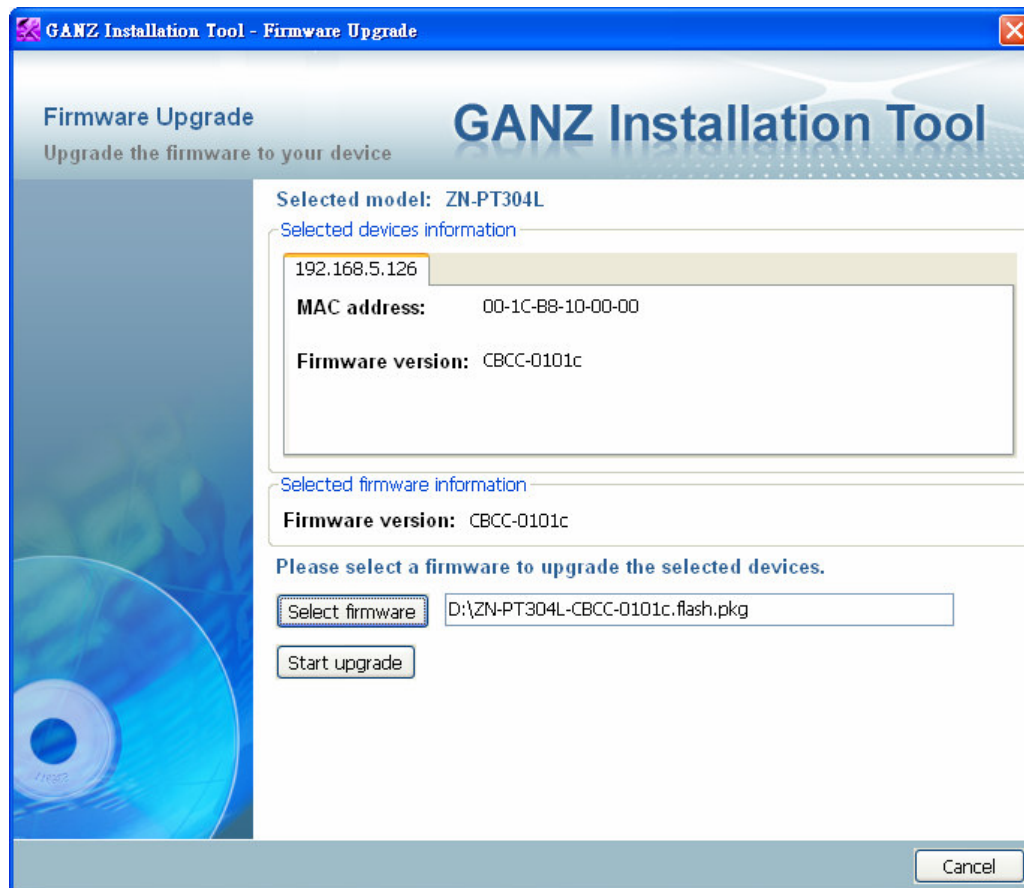 GANZ Installation Tool - Firmware Upgrade
Firmware Upgrade
GANZ Installation Tool
Upgrade the firmware to your device
Selected model: ZN-PT304L
Selected devices information
192.168.5.126
MAC address: 00-1C-B8-10-00-00
Firmware version: CBCC-0101c
Selected firmware information
Firmware version: CBCC-0101c
Please select a firmware to upgrade the selected devices.
Select firmware D:\ZN-PT304L-CBCC-0101c.flash.pkg
Start upgrade
Cancel